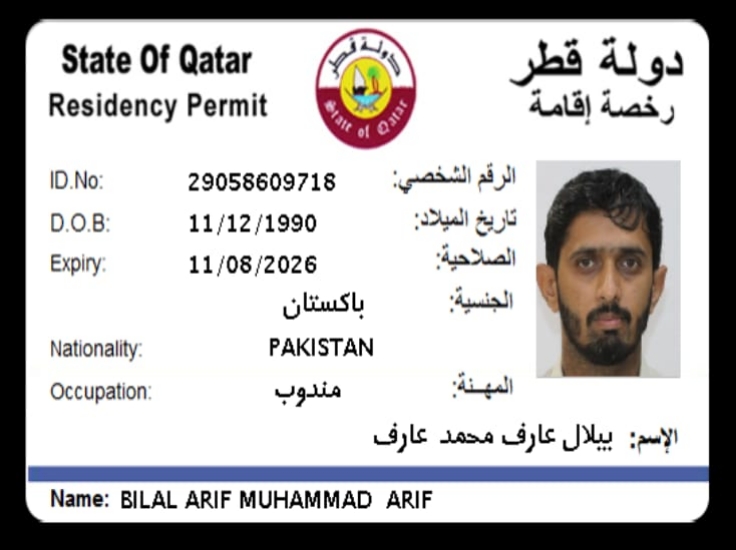 State Of Qatar
دولة قطر
Residency Permit
رخصة إقامة
دولة قطر
State of Qatar
ID.No: 29058609718 الرقم الشخصي:
D.O.B: 11/12/1990 تاريخ الميلاد:
Expiry: 11/08/2026 الصلاحية:
باكستان الجنسية:
Nationality: PAKISTAN
Occupation: مندوب المهنة:
الإسم: بيلال عارف محمد عارف
Name: BILAL ARIF MUHAMMAD ARIF